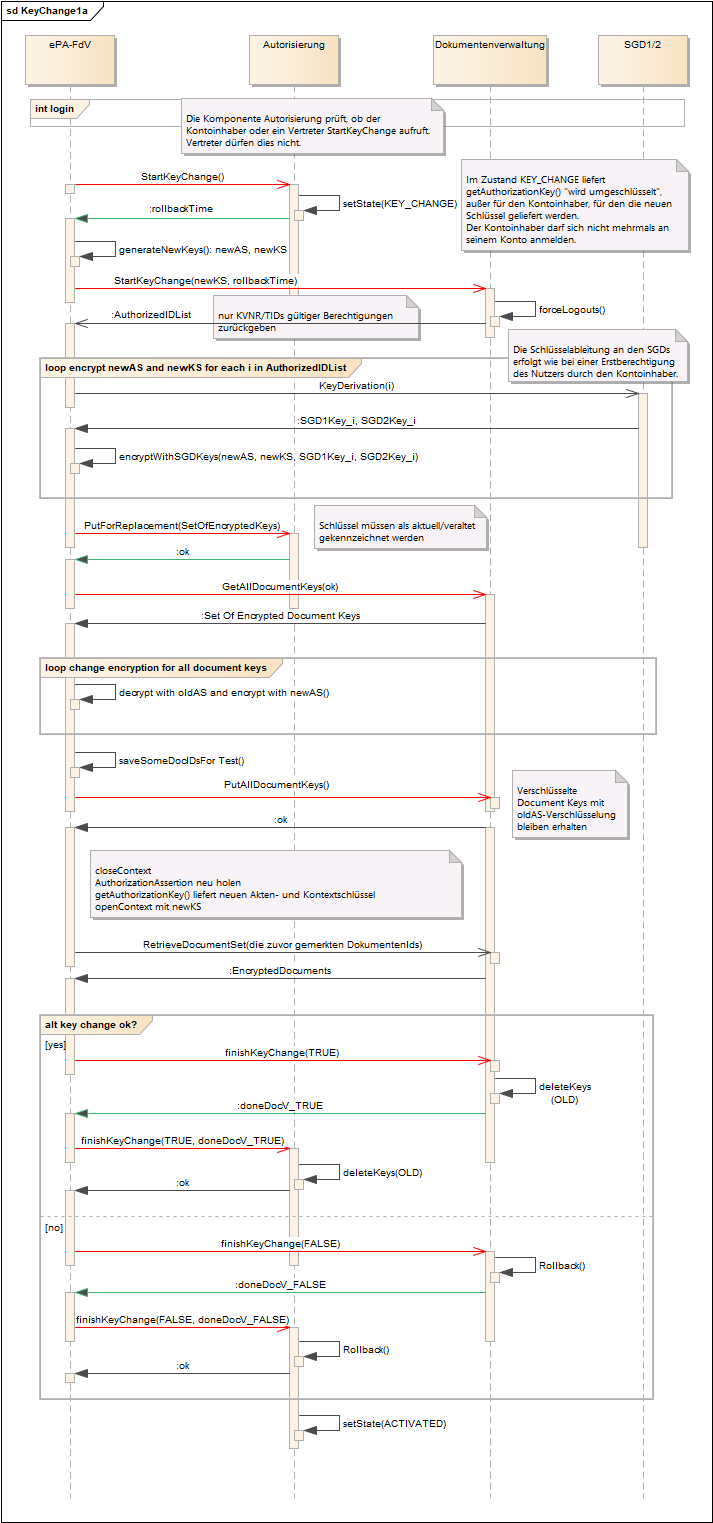 sd KeyChange1a
ePA-FdV
Autorisierung
Dokumentenverwaltung
SGD1/2
int login
Die Komponente Autorisierung prüft, ob der
Kontoinhaber oder ein Vertreter StartKeyChange aufruft.
Vertreter dürfen dies nicht.
StartKeyChange()
setState(KEY_CHANGE)
Im Zustand KEY_CHANGE liefert
getAuthorizationKey() "wird umgeschlüsselt",
außer für den Kontoinhaber, für den die neuen
Schlüssel geliefert werden.
Der Kontoinhaber darf sich nicht mehrmals an
seinem Konto anmelden.
:rollbackTime
generateNewKeys(): newAS, newKS
StartKeyChange(newKS, rollbackTime)
forceLogouts()
:AuthorizedIDList
nur KVNR/TIDs gültiger Berechtigungen
zurückgeben
Die Schlüsselableitung an den SGDs
erfolgt wie bei einer Erstberechtigung
des Nutzers durch den Kontoinhaber.
loop encrypt newAS and newKS for each i in AuthorizedIDList
KeyDerivation(i)
:SGD1Key_i, SGD2Key_i
encryptWithSGDKeys(newAS, newKS, SGD1Key_i, SGD2Key_i)
PutForReplacement(SetOfEncryptedKeys)
Schlüssel müssen als aktuell/veraltet
gekennzeichnet werden
:ok
GetAllDocumentKeys(ok)
:Set Of Encrypted Document Keys
loop change encryption for all document keys
decrypt with oldAS and encrypt with newAS()
saveSomeDocIDsFor Test()
PutAllDocumentKeys()
Verschlüsselte
Document Keys mit
oldAS-Verschlüsselung
bleiben erhalten
:ok
closeContext
AuthorizationAssertion neu holen
getAuthorizationKey() liefert neuen Akten- und Kontextschlüssel
openContext mit newKS
RetrieveDocumentSet(die zuvor gemerkten DokumentenIds)
:EncryptedDocuments
alt key change ok?
[yes]
finishKeyChange(TRUE)
deleteKeys
(OLD)
:doneDocV_TRUE
finishKeyChange(TRUE, doneDocV_TRUE)
deleteKeys(OLD)
:ok
[no]
finishKeyChange(FALSE)
Rollback()
:doneDocV_FALSE
finishKeyChange(FALSE, doneDocV_FALSE)
Rollback()
:ok
setState(ACTIVATED)